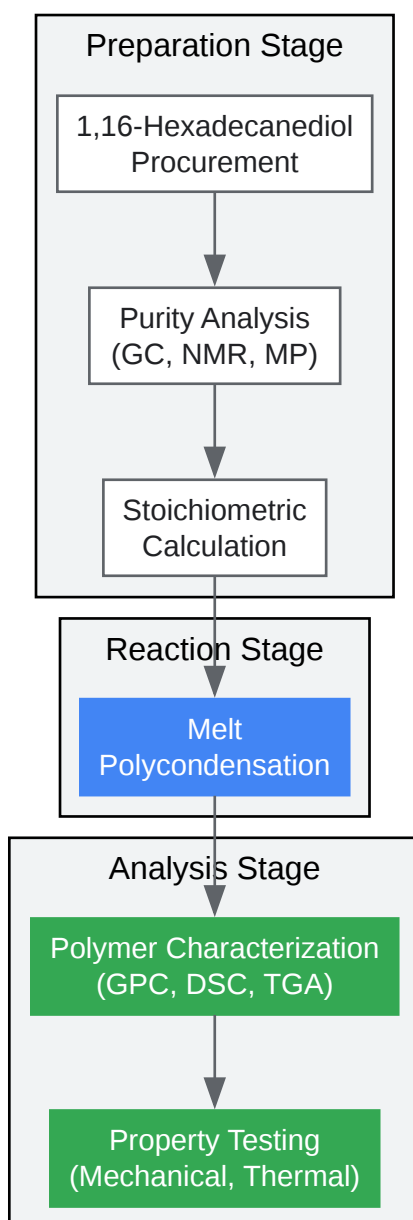 Preparation Stage
1,16-Hexadecanediol
Procurement
Purity Analysis
(GC, NMR, MP)
Stoichiometric
Calculation
Reaction Stage
Melt
Polycondensation
Analysis Stage
Polymer Characterization
(GPC, DSC, TGA)
Property Testing
(Mechanical, Thermal)